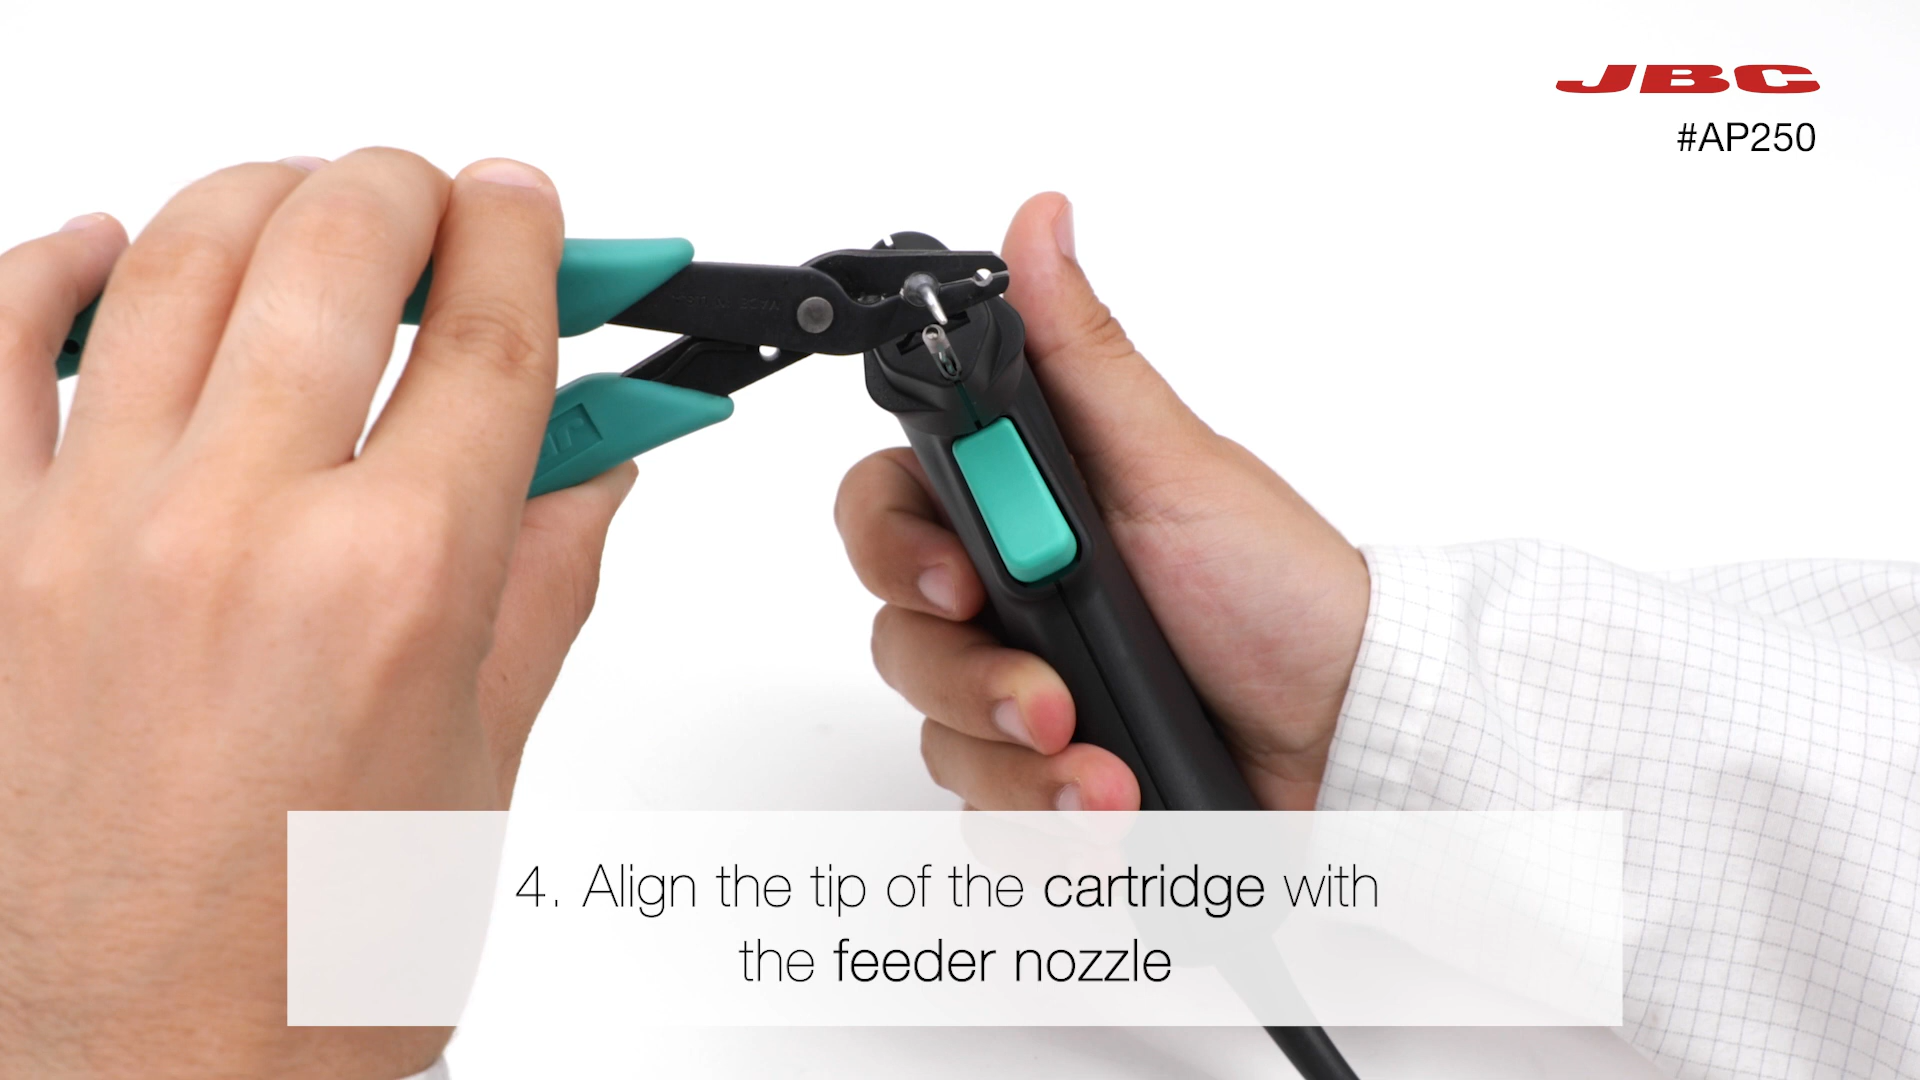 JBC
#AP250
4. Align the tip of the cartridge with
the feeder nozzle